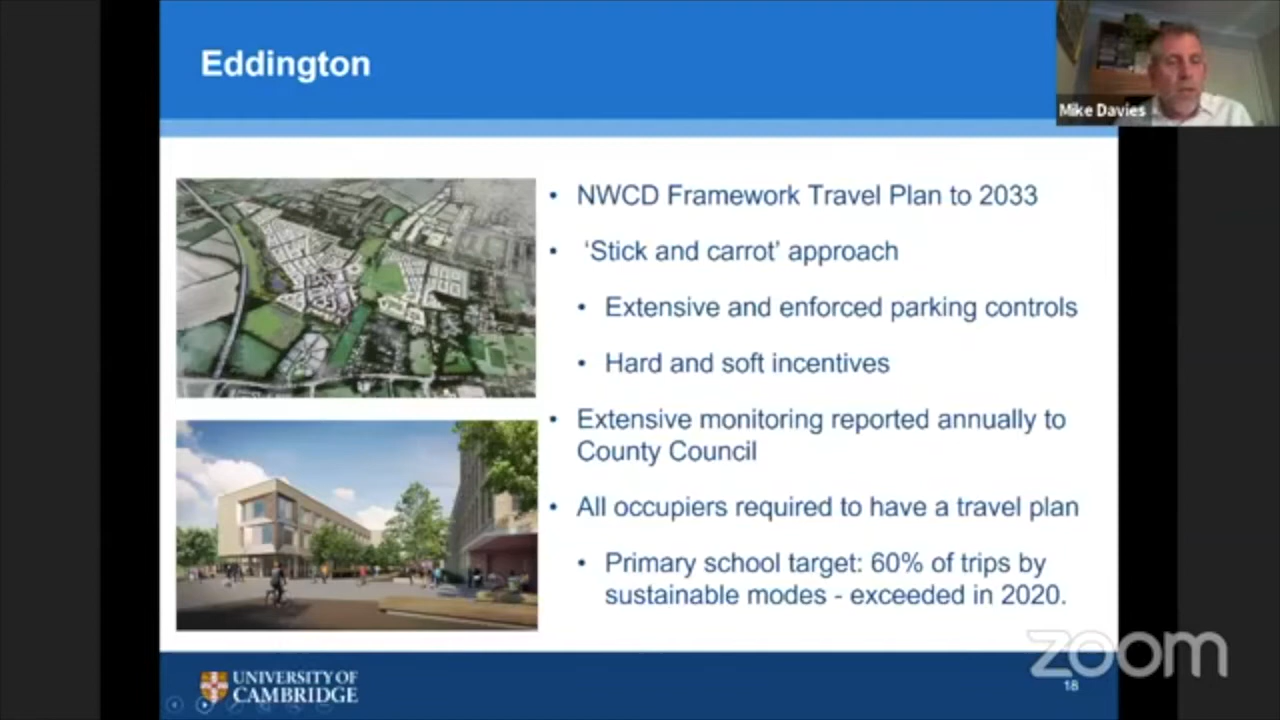 Eddington
Mike Davies
• NWCD Framework Travel Plan to 2033
• ‘Stick and carrot’ approach
• Extensive and enforced parking controls
• Hard and soft incentives
• Extensive monitoring reported annually to
County Council
• All occupiers required to have a travel plan
• Primary school target: 60% of trips by
sustainable modes - exceeded in 2020.
UNIVERSITY OF
CAMBRIDGE
zoom
18